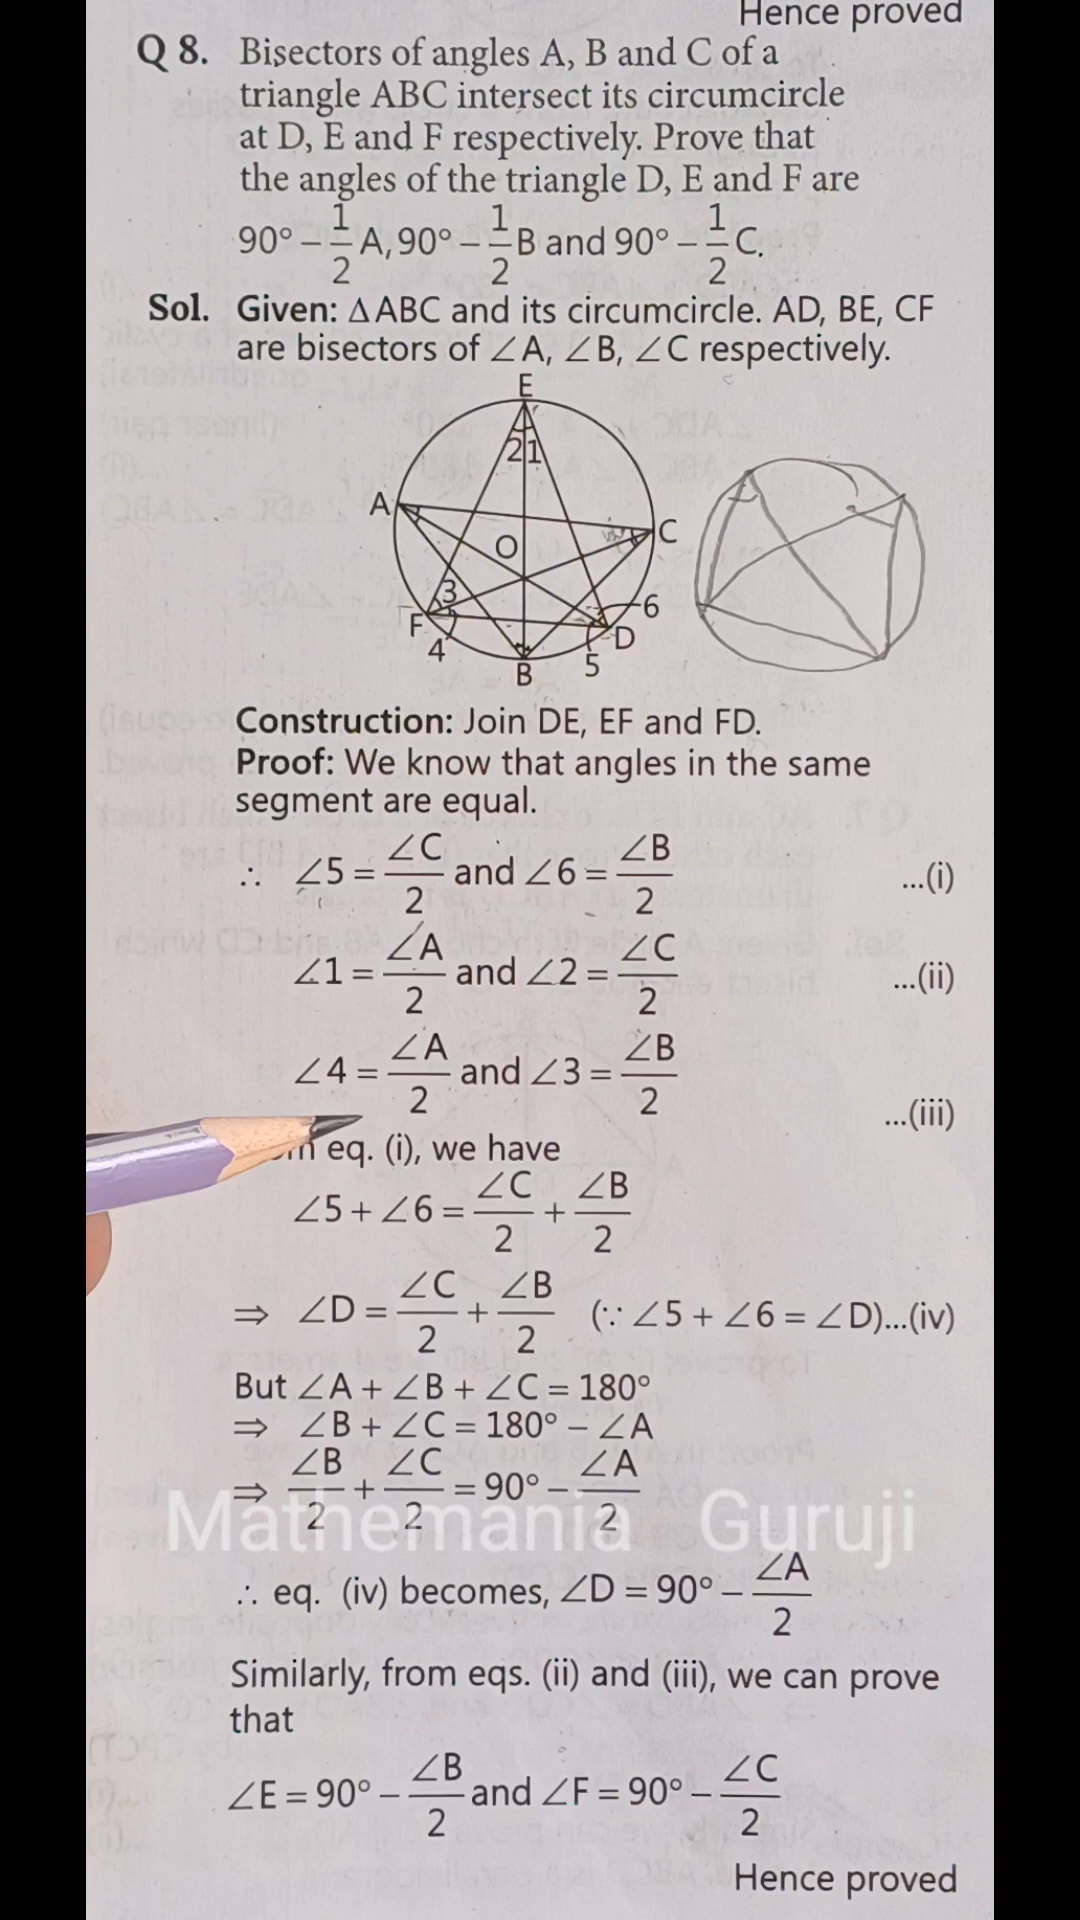 Hence proved
Q 8. Bisectors of angles A, B and C of a
triangle ABC intersect its circumcircle
at D, E and F respectively. Prove that
the angles of the triangle D, E and F are
90° − 1/2 A, 90° − 1/2 B and 90° − 1/2 C.
Sol. Given: △ABC and its circumcircle. AD, BE, CF
are bisectors of ∠A, ∠B, ∠C respectively.
E
21
A
C
O
3
6
F
D
4
5
B
Construction: Join DE, EF and FD.
Proof: We know that angles in the same
segment are equal.
∴ ∠5 = ∠C/2 and ∠6 = ∠B/2 ...(i)
∠1 = ∠A/2 and ∠2 = ∠C/2 ...(ii)
∠4 = ∠A/2 and ∠3 = ∠B/2 ...(iii)
eq. (i), we have
∠5 + ∠6 = ∠C/2 + ∠B/2
⇒ ∠D = ∠C/2 + ∠B/2 (∵ ∠5 + ∠6 = ∠D)...(iv)
But ∠A + ∠B + ∠C = 180°
⇒ ∠B + ∠C = 180° − ∠A
⇒ ∠B/2 + ∠C/2 = 90° − ∠A/2
Mathemania Guruji
∴ eq. (iv) becomes, ∠D = 90° − ∠A/2
Similarly, from eqs. (ii) and (iii), we can prove
that
∠E = 90° − ∠B/2 and ∠F = 90° − ∠C/2
Hence proved